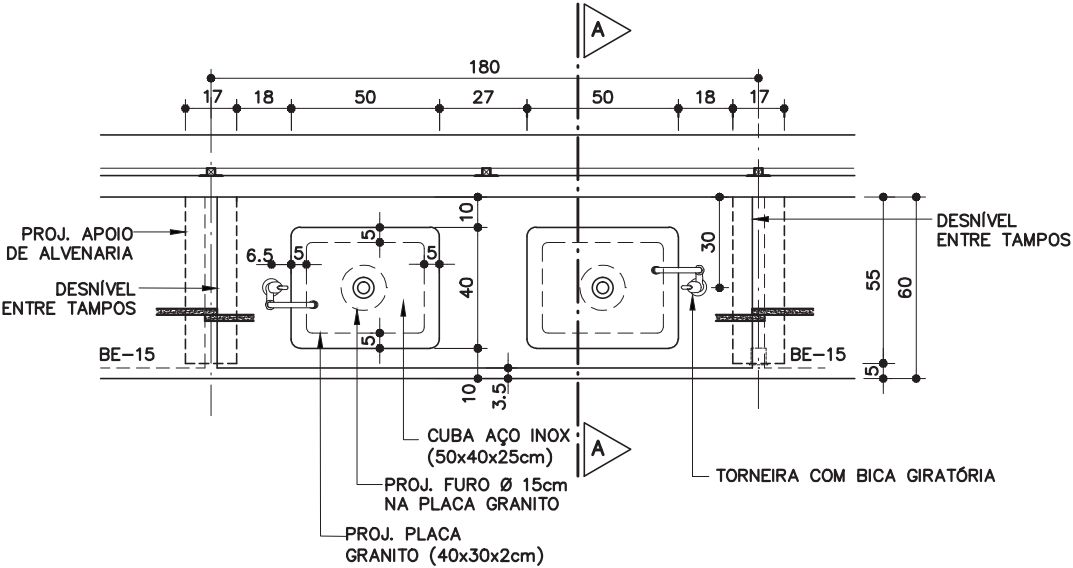 A
180
17 18 50 27 50 18 17
PROJ. APOIO
DE ALVENARIA
DESNÍVEL
ENTRE TAMPOS
BE-15
6.5 5 5 5 5
10
40
10
3.5
30
DESNÍVEL
ENTRE TAMPOS
55
60
5
BE-15
CUBA AÇO INOX
(50x40x25cm)
A
PROJ. FURO Ø 15cm
NA PLACA GRANITO
TORNEIRA COM BICA GIRATÓRIA
PROJ. PLACA
GRANITO (40x30x2cm)